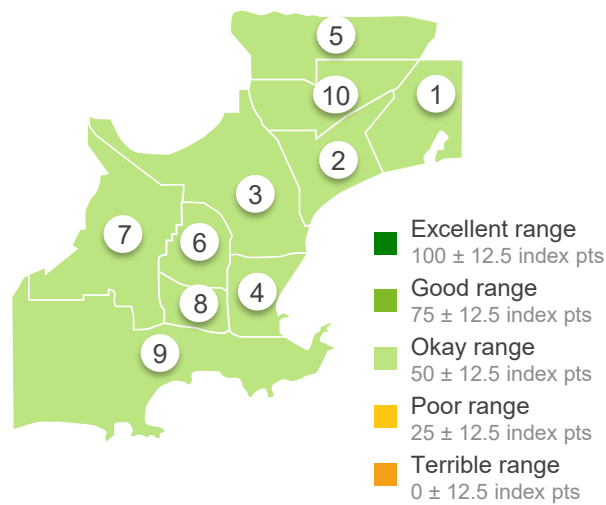 5
10
1
2
3
7
6
4
8
9
Excellent range
100 ± 12.5 index pts
Good range
75 ± 12.5 index pts
Okay range
50 ± 12.5 index pts
Poor range
25 ± 12.5 index pts
Terrible range
0 ± 12.5 index pts